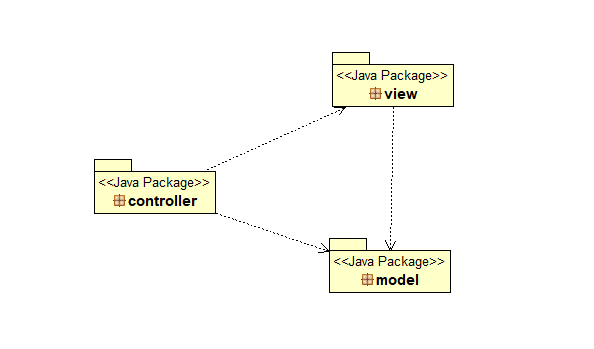 <<Java Package>>
view
<<Java Package>>
controller
<<Java Package>>
model